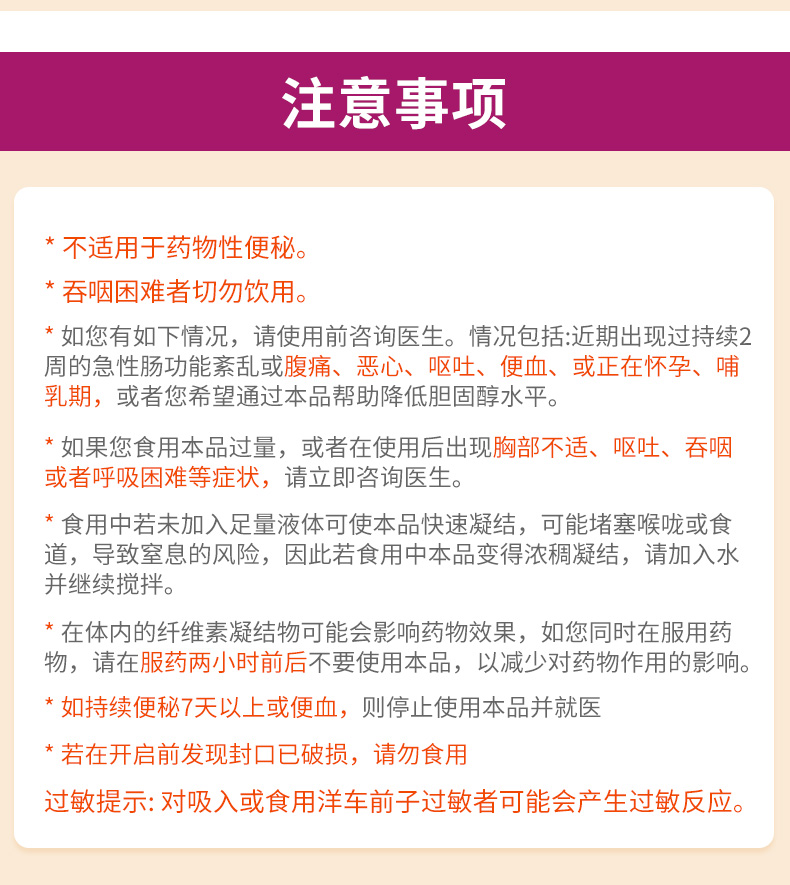 注意事项
* 不适用于药物性便秘。
* 吞咽困难者切勿饮用。
* 如您有如下情况，请使用前咨询医生。情况包括:近期出现过持续2
周的急性肠功能紊乱或腹痛、恶心、呕吐、便血、或正在怀孕、哺
乳期，或者您希望通过本品帮助降低胆固醇水平。
* 如果您食用本品过量，或者在使用后出现胸部不适、呕吐、吞咽
或者呼吸困难等症状，请立即咨询医生。
* 食用中若未加入足量液体可使本品快速凝结，可能堵塞喉咙或食
道，导致窒息的风险，因此若食用中本品变得浓稠凝结，请加入水
并继续搅拌。
* 在体内的纤维素凝结物可能会影响药物效果，如您同时在服用药
物，请在服药两小时前后不要使用本品，以减少对药物作用的影响。
* 如持续便秘7天以上或便血，则停止使用本品并就医
* 若在开启前发现封口已破损，请勿食用
过敏提示: 对吸入或食用洋车前子过敏者可能会产生过敏反应。